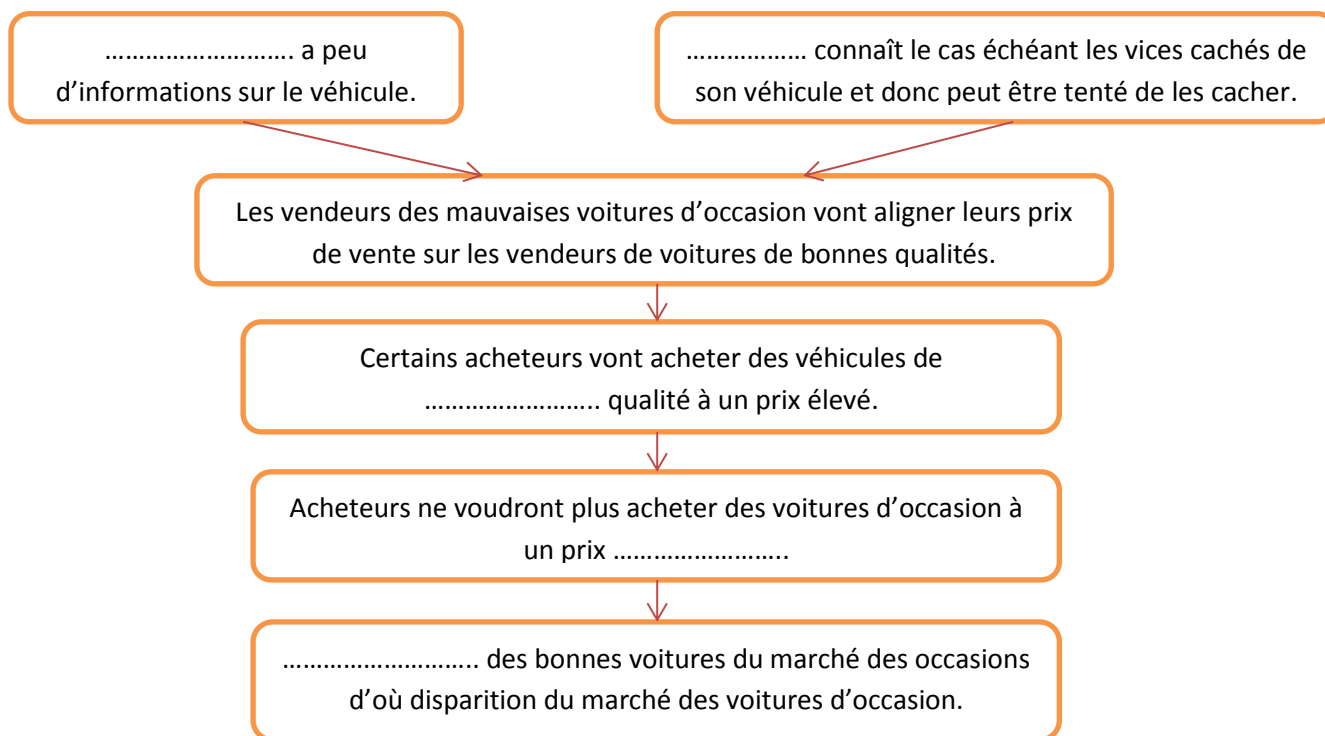 ............................. a peu
d’informations sur le véhicule.
.................. connaît le cas échéant les vices cachés de
son véhicule et donc peut être tenté de les cacher.
Les vendeurs des mauvaises voitures d’occasion vont aligner leurs prix
de vente sur les vendeurs de voitures de bonnes qualités.
Certains acheteurs vont acheter des véhicules de
........................... qualité à un prix élevé.
Acheteurs ne voudront plus acheter des voitures d’occasion à
un prix ...........................
.............................. des bonnes voitures du marché des occasions
d’où disparition du marché des voitures d’occasion.